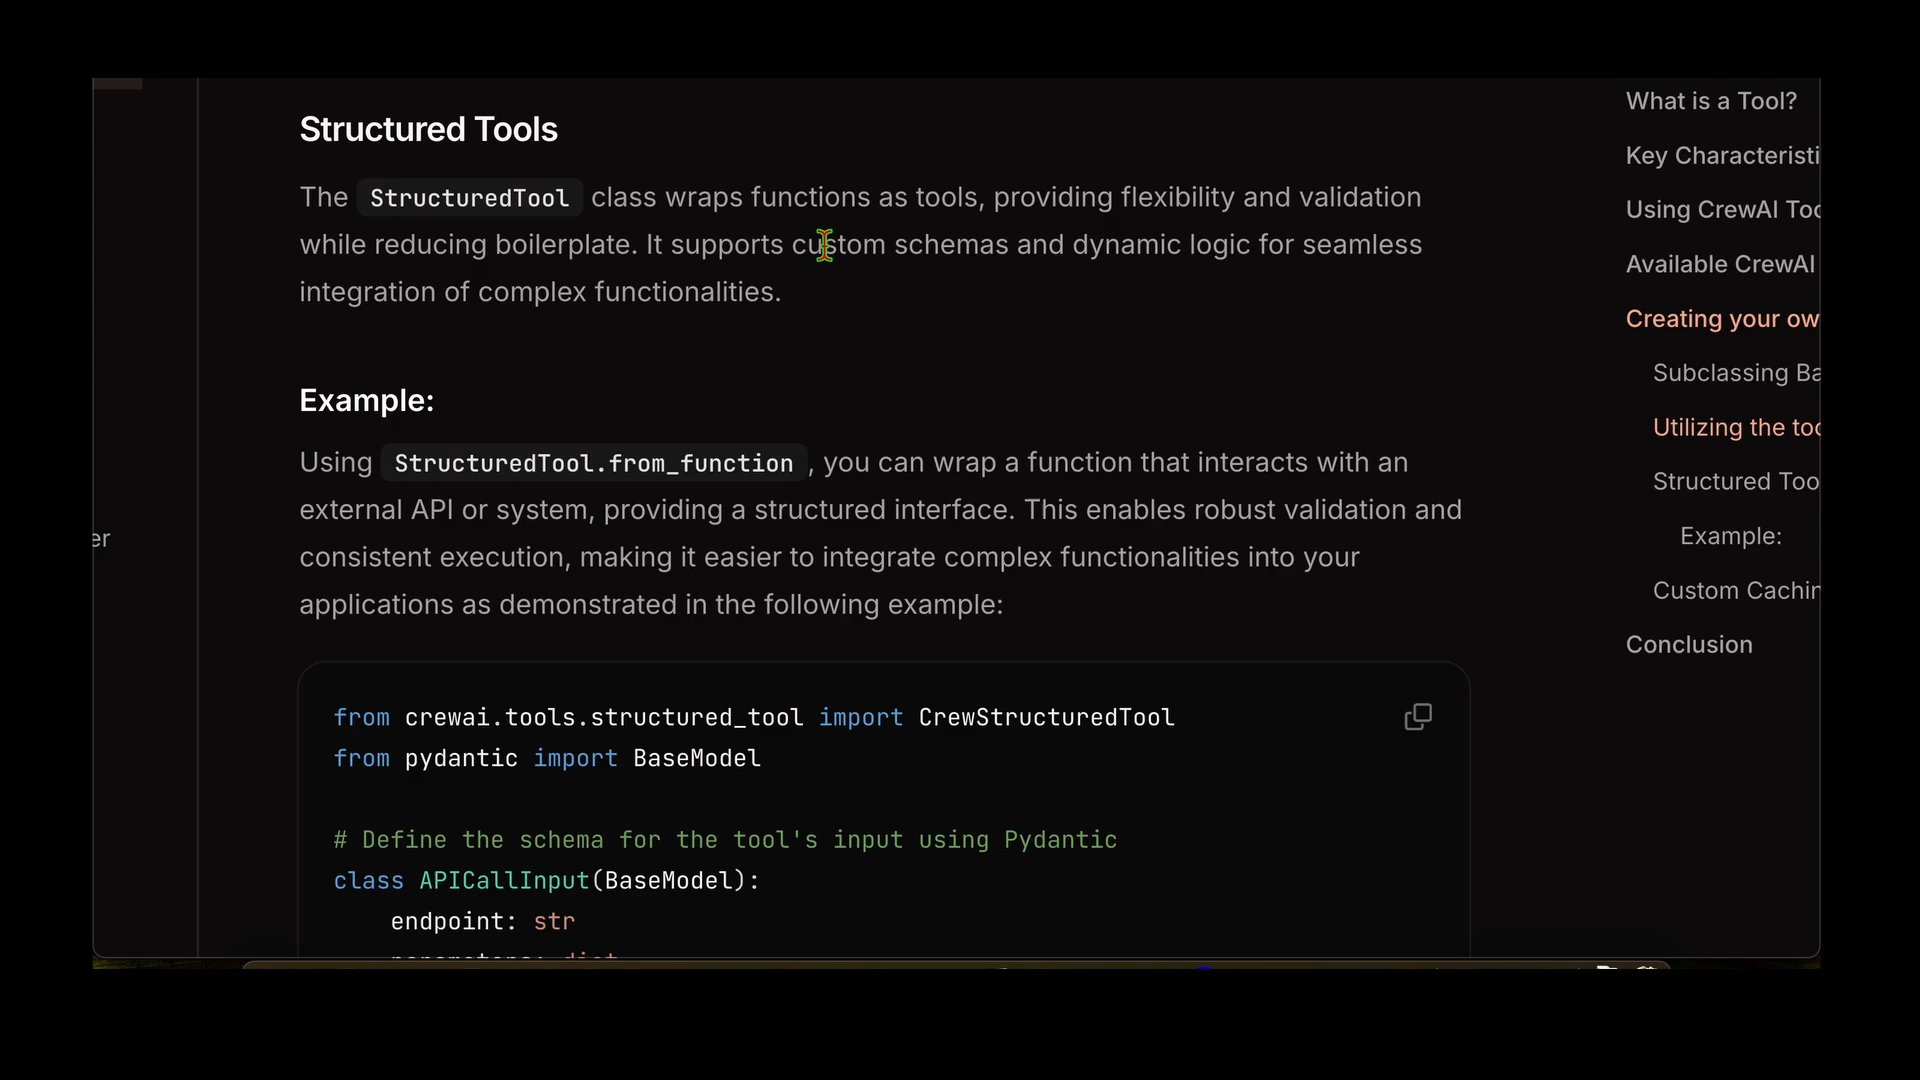 Structured Tools
The StructuredTool class wraps functions as tools, providing flexibility and validation
while reducing boilerplate. It supports custom schemas and dynamic logic for seamless
integration of complex functionalities.
Example:
Using StructuredTool.from_function , you can wrap a function that interacts with an
external API or system, providing a structured interface. This enables robust validation and
consistent execution, making it easier to integrate complex functionalities into your
applications as demonstrated in the following example:
from crewai.tools.structured_tool import CrewStructuredTool
from pydantic import BaseModel
# Define the schema for the tool's input using Pydantic
class APICallInput(BaseModel):
    endpoint: str
er
What is a Tool?
Key Characteristi
Using CrewAI Too
Available CrewAI
Creating your ow
Subclassing Ba
Utilizing the too
Structured Too
Example:
Custom Cachin
Conclusion